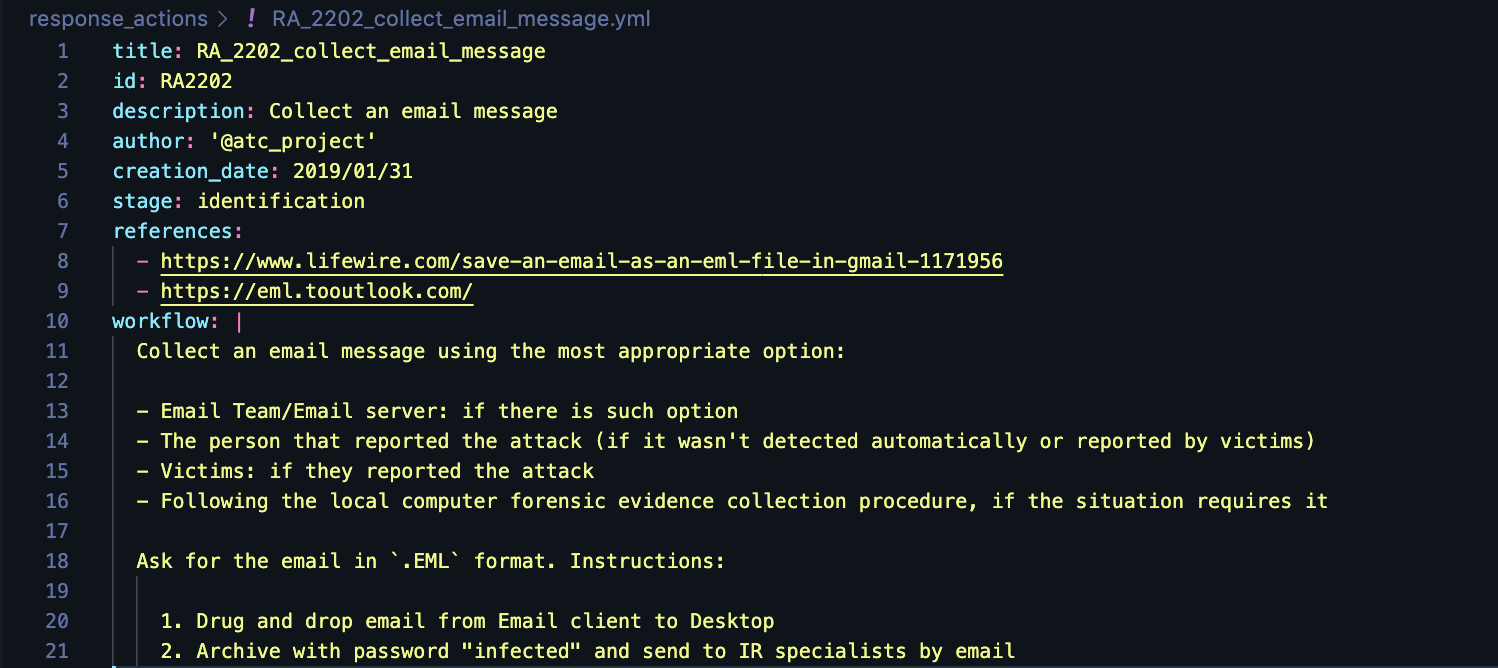 response_actions > ! RA_2202_collect_email_message.yml
1 title: RA_2202_collect_email_message
2 id: RA2202
3 description: Collect an email message
4 author: '@atc_project'
5 creation_date: 2019/01/31
6 stage: identification
7 references:
8 - https://www.lifewire.com/save-an-email-as-an-eml-file-in-gmail-1171956
9 - https://eml.tooutlook.com/
10 workflow: |
11 Collect an email message using the most appropriate option:
12
13 - Email Team/Email server: if there is such option
14 - The person that reported the attack (if it wasn't detected automatically or reported by victims)
15 - Victims: if they reported the attack
16 - Following the local computer forensic evidence collection procedure, if the situation requires it
17
18 Ask for the email in `.EML` format. Instructions:
19
20 1. Drug and drop email from Email client to Desktop
21 2. Archive with password "infected" and send to IR specialists by email